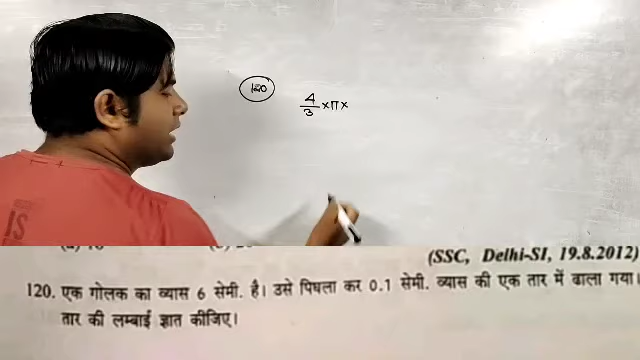 120
4/3 ×π×
(SSC, Delhi-SI, 19.8.2012)
120. एक गोलक का व्यास 6 सेमी. है। उसे पिघला कर 0.1 सेमी. व्यास की एक तार में ढाला गया।
तार की लम्बाई ज्ञात कीजिए।